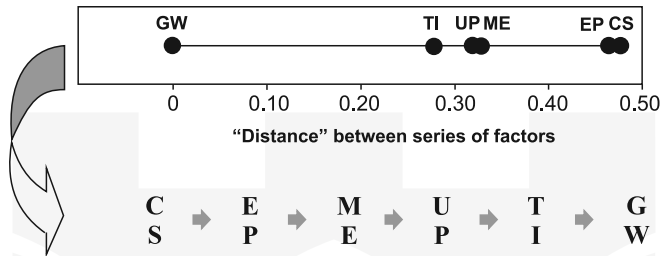 GW TI UP ME EP CS
0 0.10 0.20 0.30 0.40 0.50
“Distance” between series of factors
C E M U T G
S P E P I W